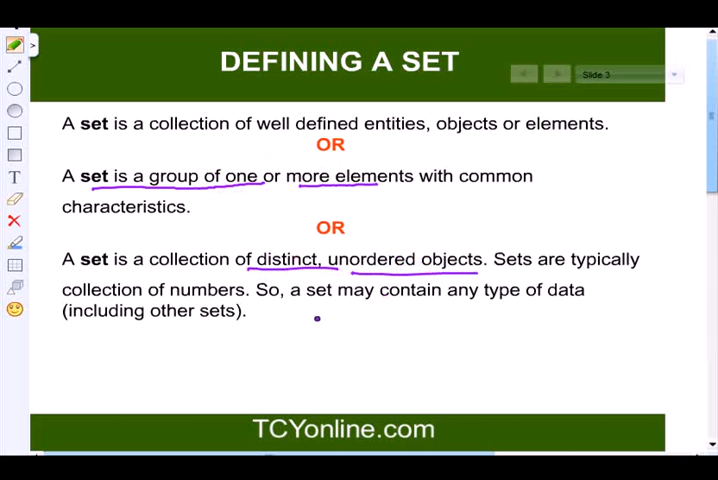 DEFINING A SET
Slide 3
A set is a collection of well defined entities, objects or elements.
OR
A set is a group of one or more elements with common
characteristics.
OR
A set is a collection of distinct, unordered objects. Sets are typically
collection of numbers. So, a set may contain any type of data
(including other sets).
TCYonline.com